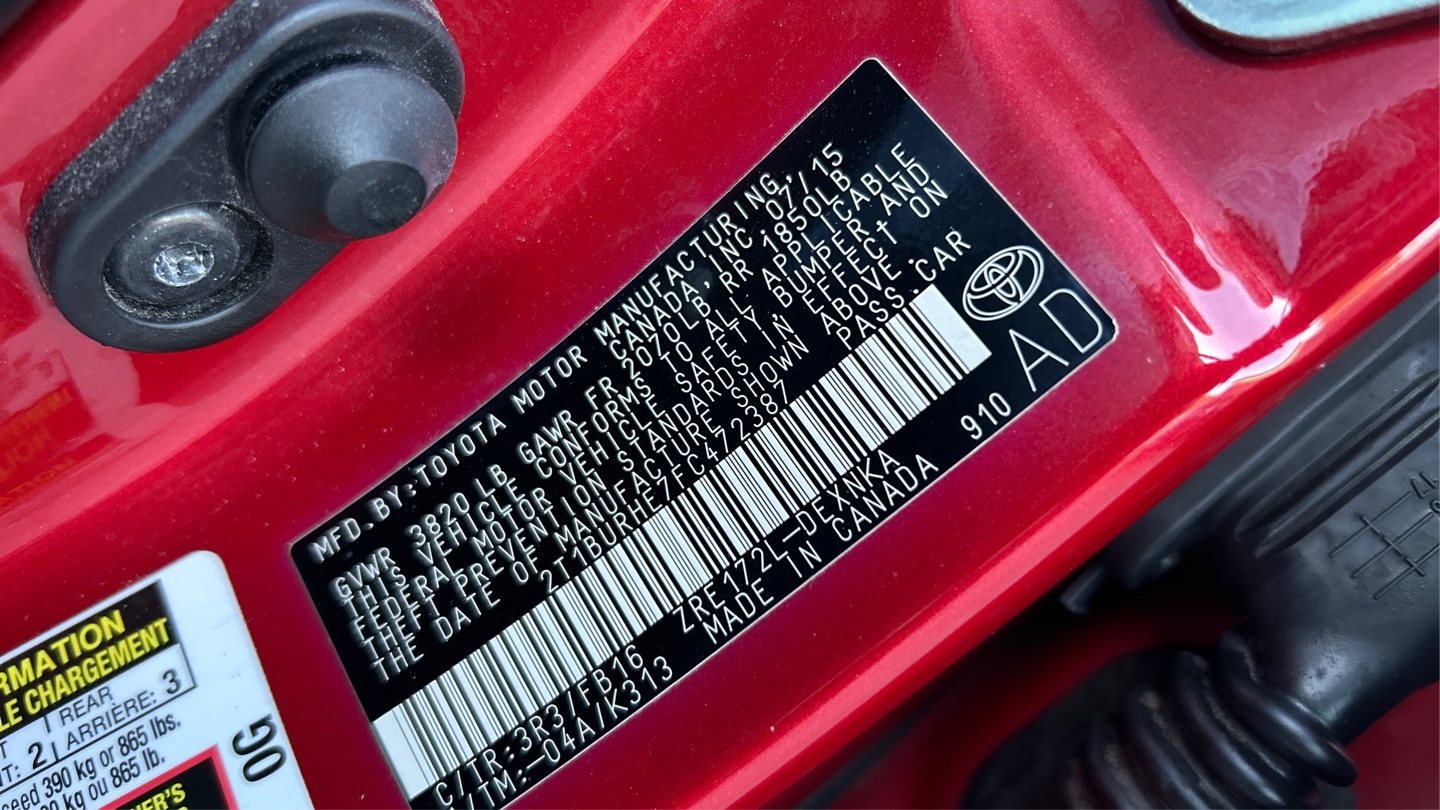 MFD.BY:TOYOTA MOTOR MANUFACTURING
CANADA,INC.07/15
GVWR 3820LB GAWR FR 2070LB,RR 1850LB
THIS VEHICLE CONFORMS TO ALL APPLICABLE
FEDERAL MOTOR VEHICLE SAFETY,BUMPER,AND
THEFT PREVENTION STANDARDS IN EFFECT ON
THE DATE OF MANUFACTURE SHOWN ABOVE.
2T1BURHE7FC472387 PASS.CAR
C/TR:3R3/FB16 ZRE172L-DEXNKA 910
/TM:-04A/K313 MADE IN CANADA
AD
RMATION
LE CHARGEMENT
REAR
2 ARRIÈRE: 3
390 kg or 865 lbs.
kg ou 865 lb.
ER'S
0G